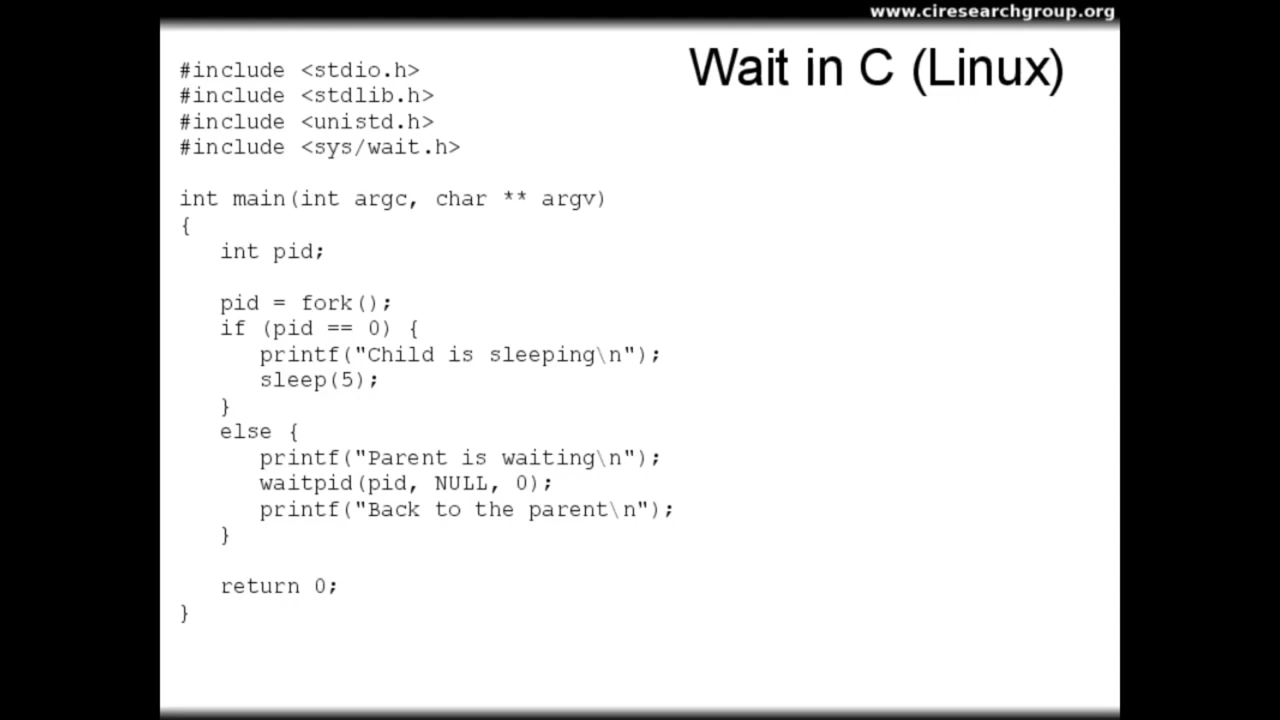 www.ciresearchgroup.org
Wait in C (Linux)
#include <stdio.h>
#include <stdlib.h>
#include <unistd.h>
#include <sys/wait.h>
int main(int argc, char ** argv)
{
   int pid;
   pid = fork();
   if (pid == 0) {
      printf("Child is sleeping\n");
      sleep(5);
   }
   else {
      printf("Parent is waiting\n");
      waitpid(pid, NULL, 0);
      printf("Back to the parent\n");
   }
   return 0;
}